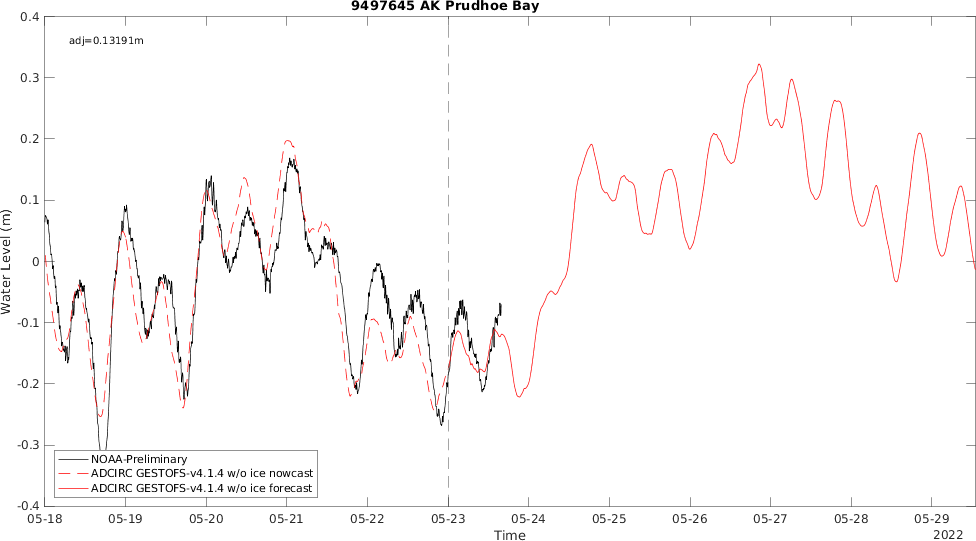 9497645 AK Prudhoe Bay
adj=0.13191m
0.4
0.3
0.2
0.1
0
-0.1
-0.2
-0.3
-0.4
Water Level (m)
NOAA-Preliminary
ADCIRC GESTOFS-v4.1.4 w/o ice nowcast
ADCIRC GESTOFS-v4.1.4 w/o ice forecast
05-18 05-19 05-20 05-21 05-22 05-23 05-24 05-25 05-26 05-27 05-28 05-29
Time
2022